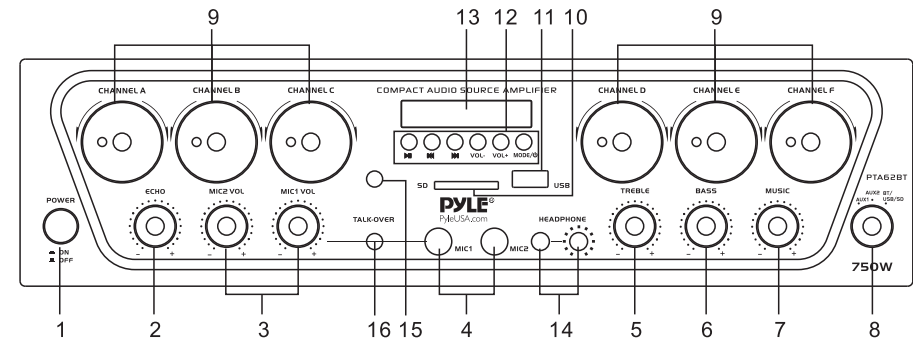 9 13 12 11 10 9
CHANNEL A CHANNEL B CHANNEL C COMPACT AUDIO SOURCE AMPLIFIER CHANNEL D CHANNEL E CHANNEL F
VOL- VOL+ MODE/
SD USB
PTA62BT
ECHO MIC2 VOL MIC1 VOL TREBLE BASS MUSIC
AUX1 AUX2 BT/
USB/SD
POWER
PYLE®
PyleUSA.com
TALK-OVER HEADPHONE
MIC1 MIC2
ON
OFF
- + - + - + - + - + - +
750W
1 2 3 16 15 4 14 5 6 7 8